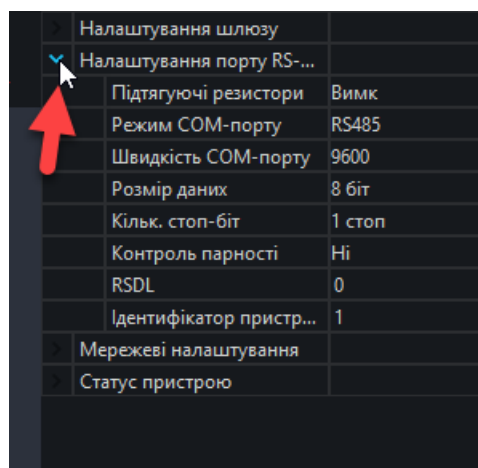 Налаштування шлюзу
Налаштування порту RS-...
Підтягуючі резистори Вимк
Режим COM-порту RS485
Швидкість COM-порту 9600
Розмір даних 8 біт
Кільк. стоп-біт 1 стоп
Контроль парності Ні
RSDL 0
Ідентифікатор пристр... 1
Мережеві налаштування
Статус пристрою